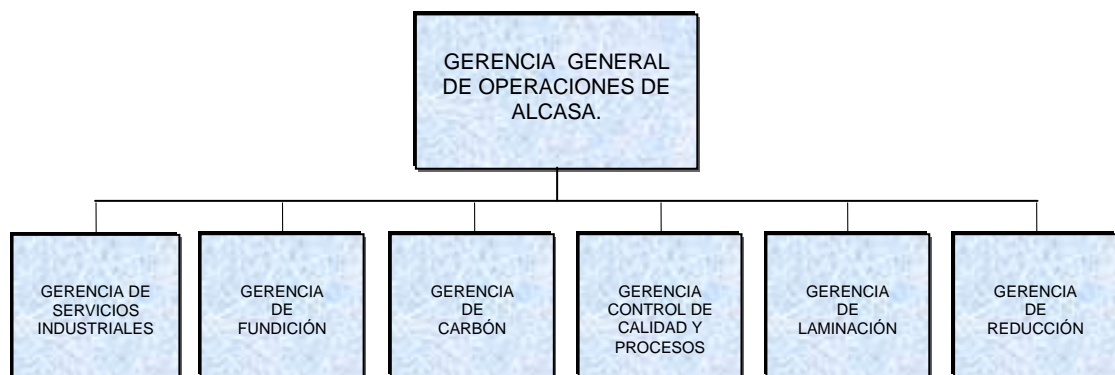 GERENCIA GENERAL
DE OPERACIONES DE
ALCASA.
GERENCIA DE
SERVICIOS
INDUSTRIALES
GERENCIA
DE
FUNDICIÓN
GERENCIA
DE
CARBÓN
GERENCIA
CONTROL DE
CALIDAD Y
PROCESOS
GERENCIA
DE
LAMINACIÓN
GERENCIA
DE
REDUCCIÓN